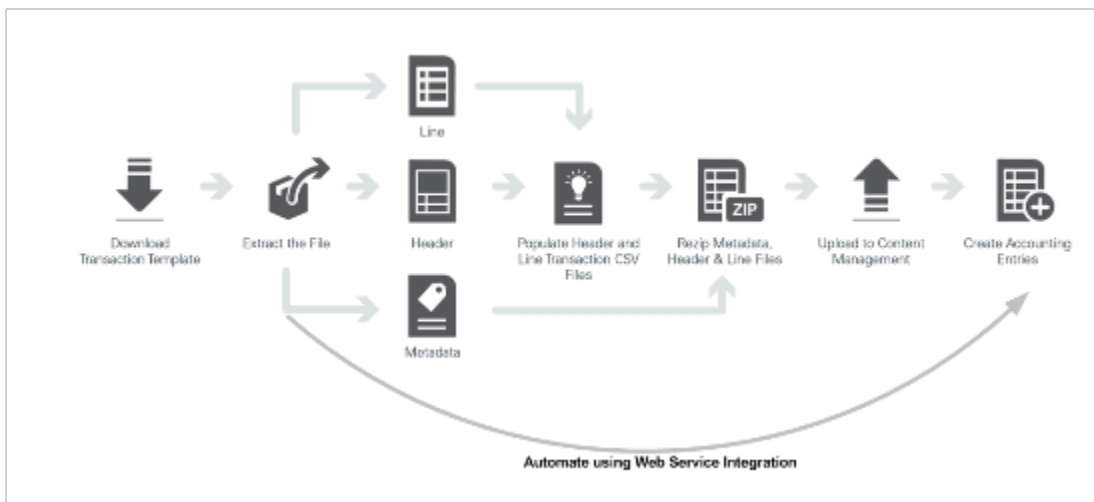 Line
Download
Transaction Template
Extract the File
Header
Populate Header and
Line Transaction CSV
Files
Rezip Metadata,
Header & Line Files
ZIP
Upload to Content
Management
Create Accounting
Entries
Metadata
Automate using Web Service Integration